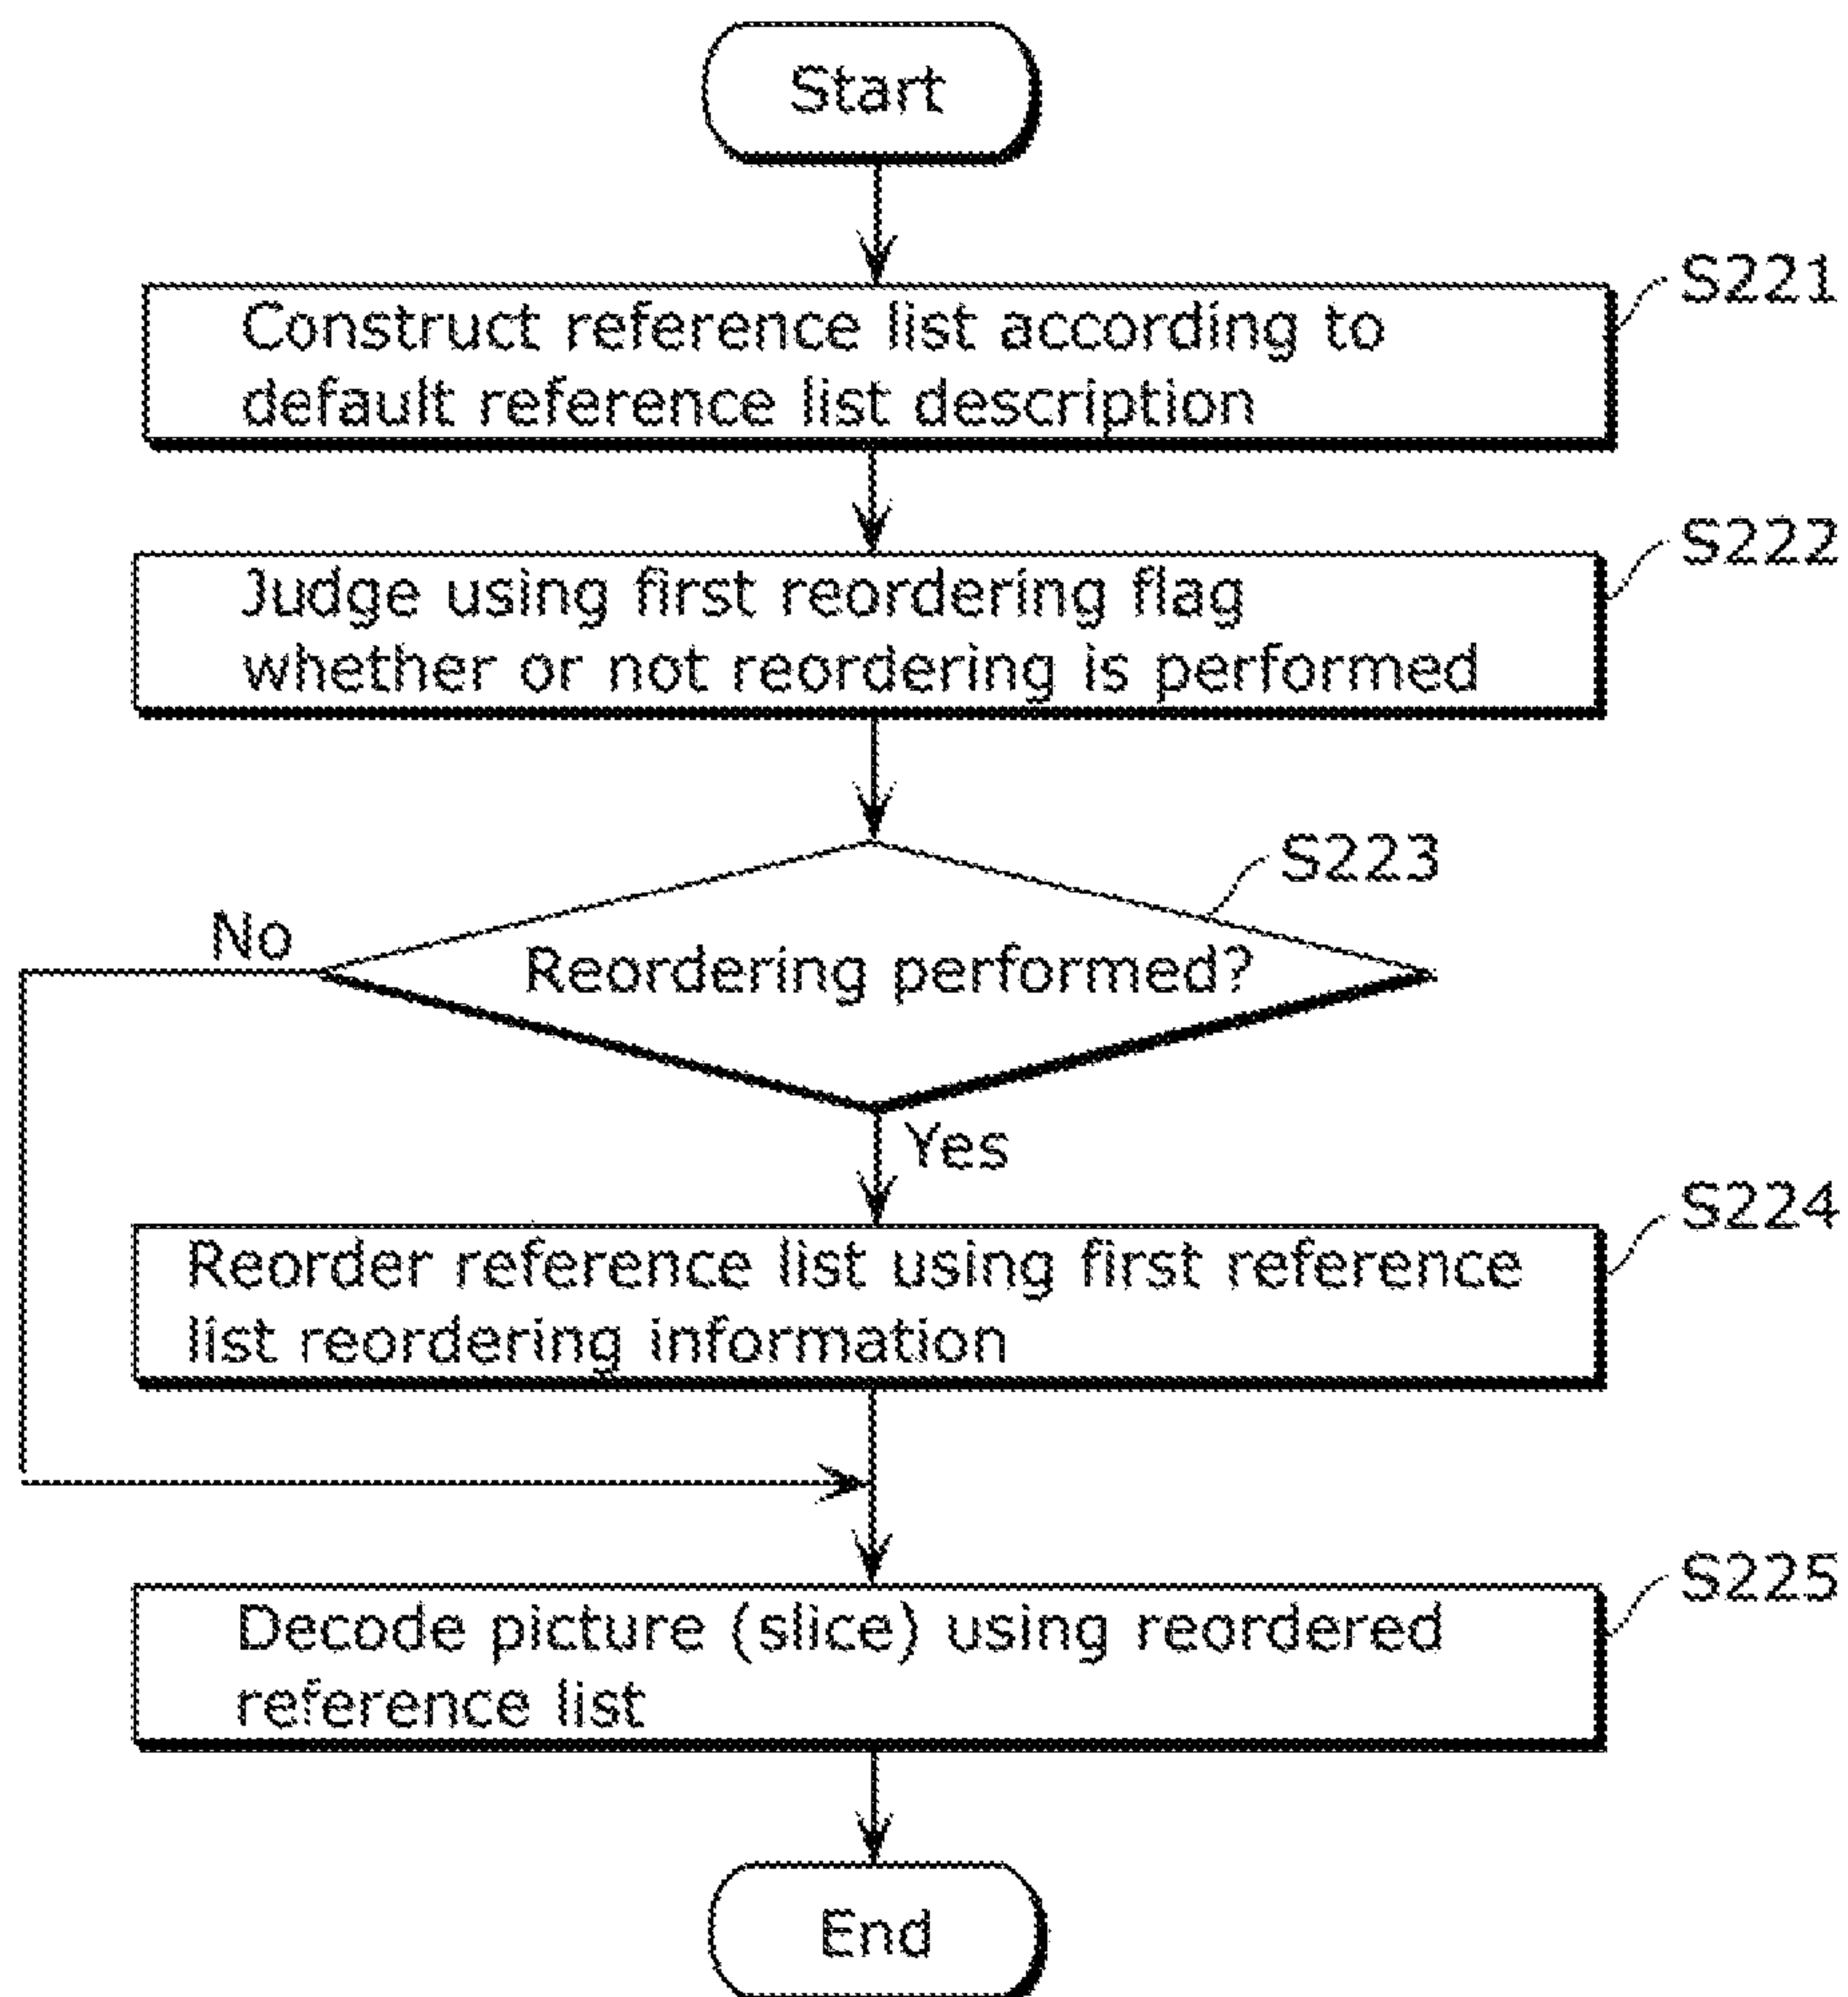 Start
S221
Construct reference list according to
default reference list description
S222
Judge using first reordering flag
whether or not reordering is performed
S223
No
Reordering performed?
Yes
S224
Reorder reference list using first reference
list reordering information
S225
Decode picture (slice) using reordered
reference list
End